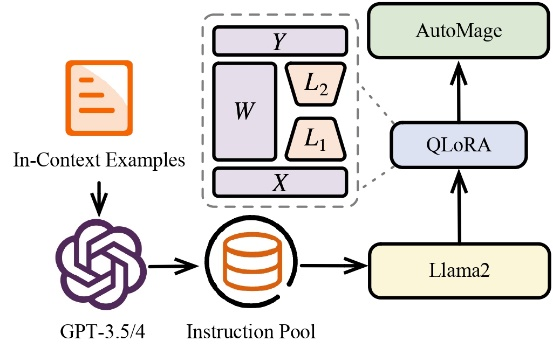 AutoMage
Y
W
L2
L1
X
QLoRA
In-Context Examples
Llama2
GPT-3.5/4
Instruction Pool